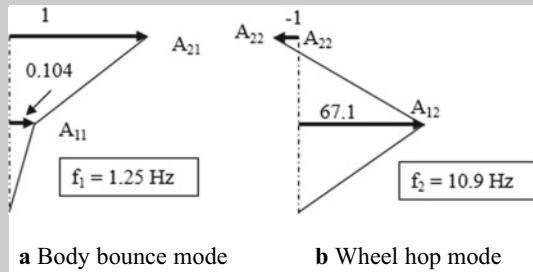 1
A21
0.104
A11
f1 = 1.25 Hz
-1
A22
A22
67.1
A12
f2 = 10.9 Hz
a Body bounce mode
b Wheel hop mode